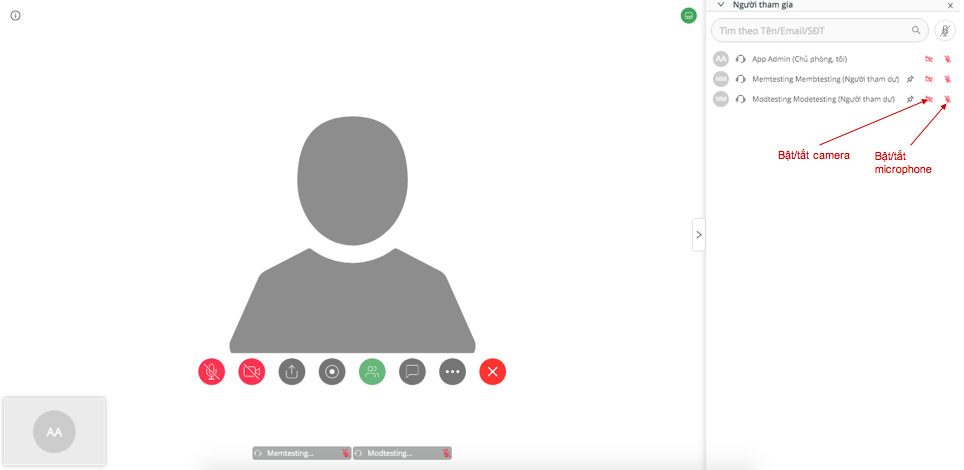 Người tham gia
Tìm theo Tên/Email/SĐT
AA App Admin (Chủ phòng, tôi)
MM Memtesting Membtesting (Người tham dự)
MM Modtesting Modetesting (Người tham dự)
Bật/tắt camera
Bật/tắt
microphone
AA
Memtesting...
Modtesting...